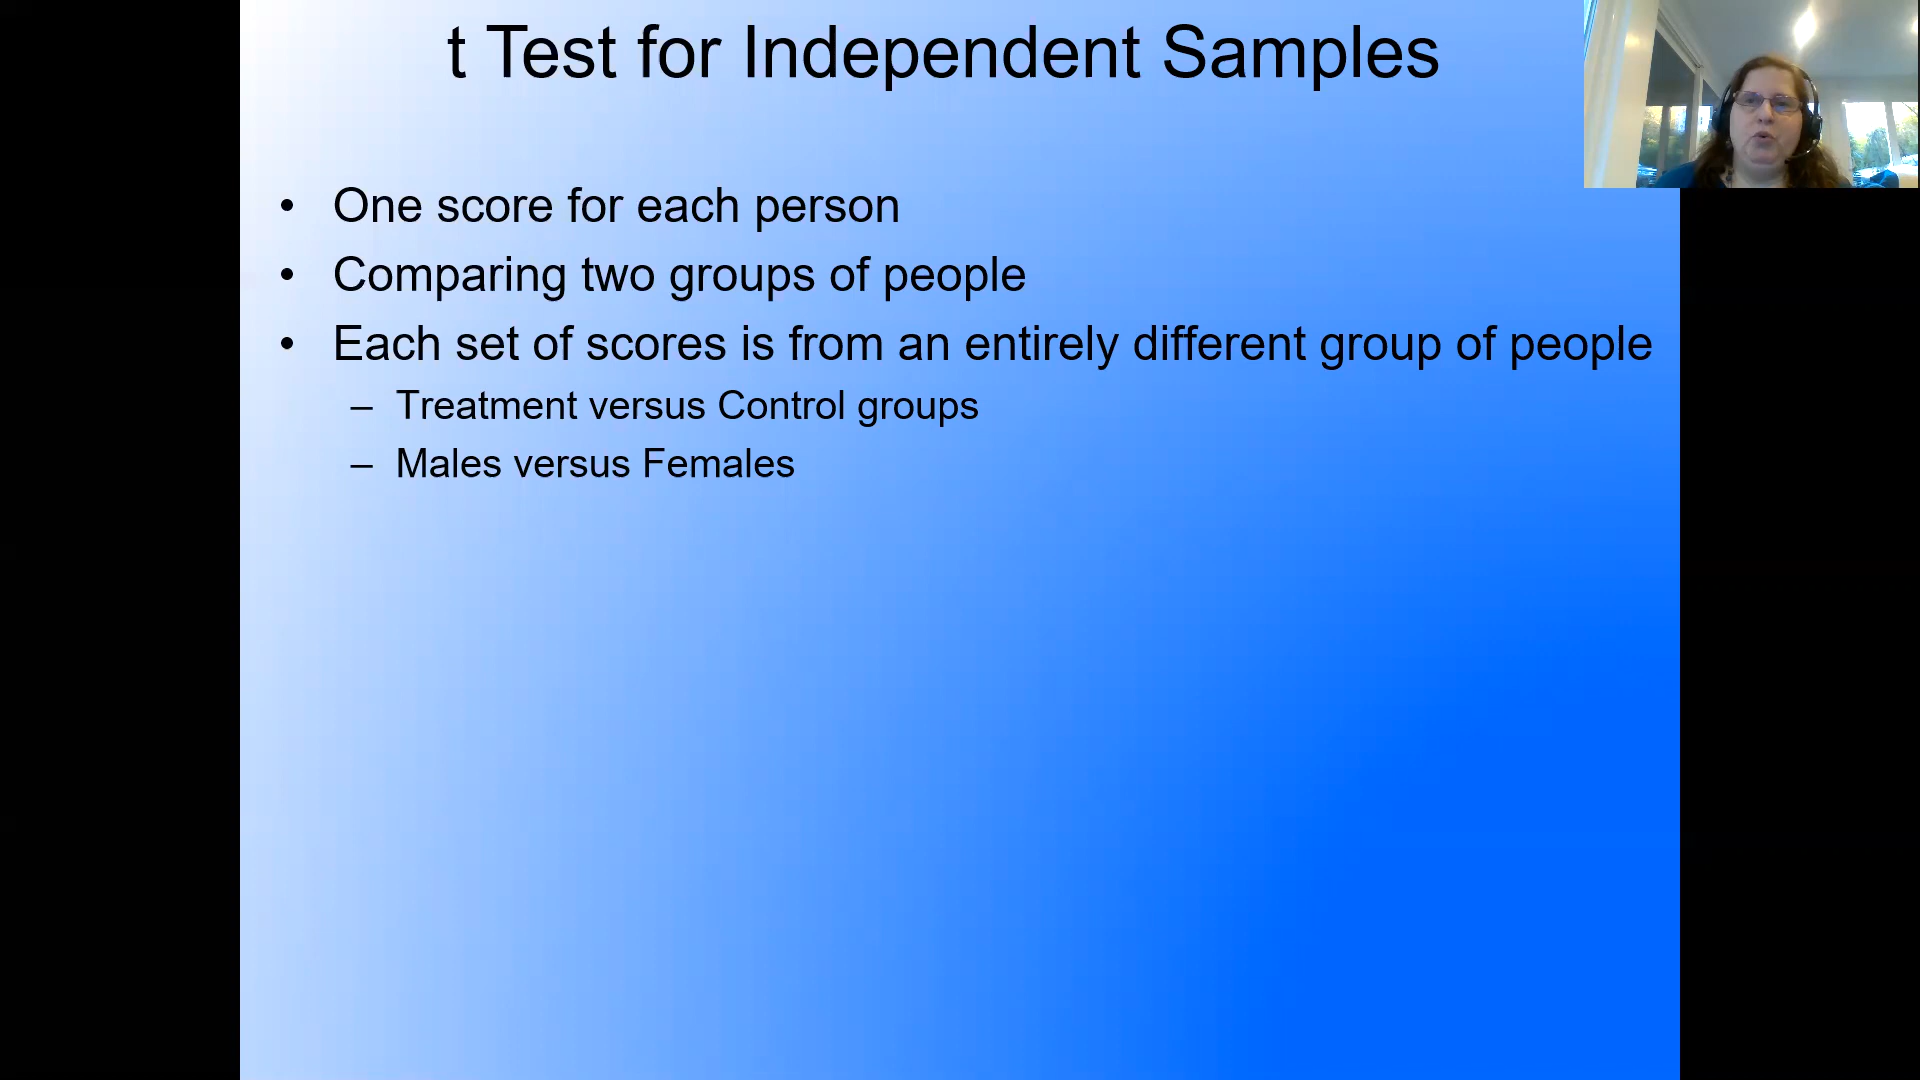 t Test for Independent Samples
• One score for each person
• Comparing two groups of people
• Each set of scores is from an entirely different group of people
– Treatment versus Control groups
– Males versus Females